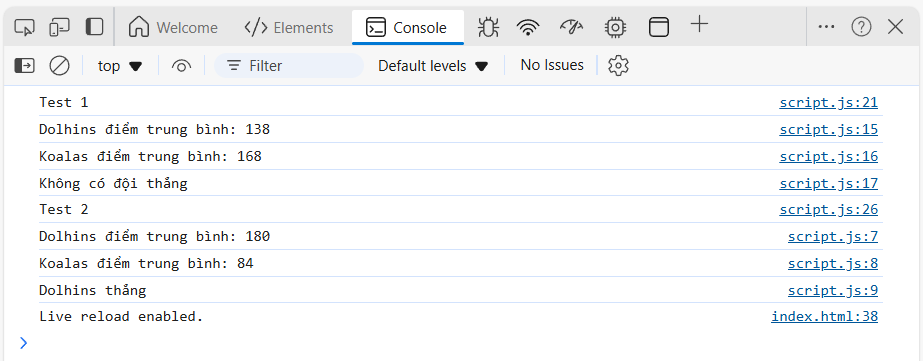 Welcome Elements Console
top Filter Default levels No Issues
Test 1 script.js:21
Dolhins điểm trung bình: 138 script.js:15
Koalas điểm trung bình: 168 script.js:16
Không có đội thắng script.js:17
Test 2 script.js:26
Dolhins điểm trung bình: 180 script.js:7
Koalas điểm trung bình: 84 script.js:8
Dolhins thắng script.js:9
Live reload enabled. index.html:38